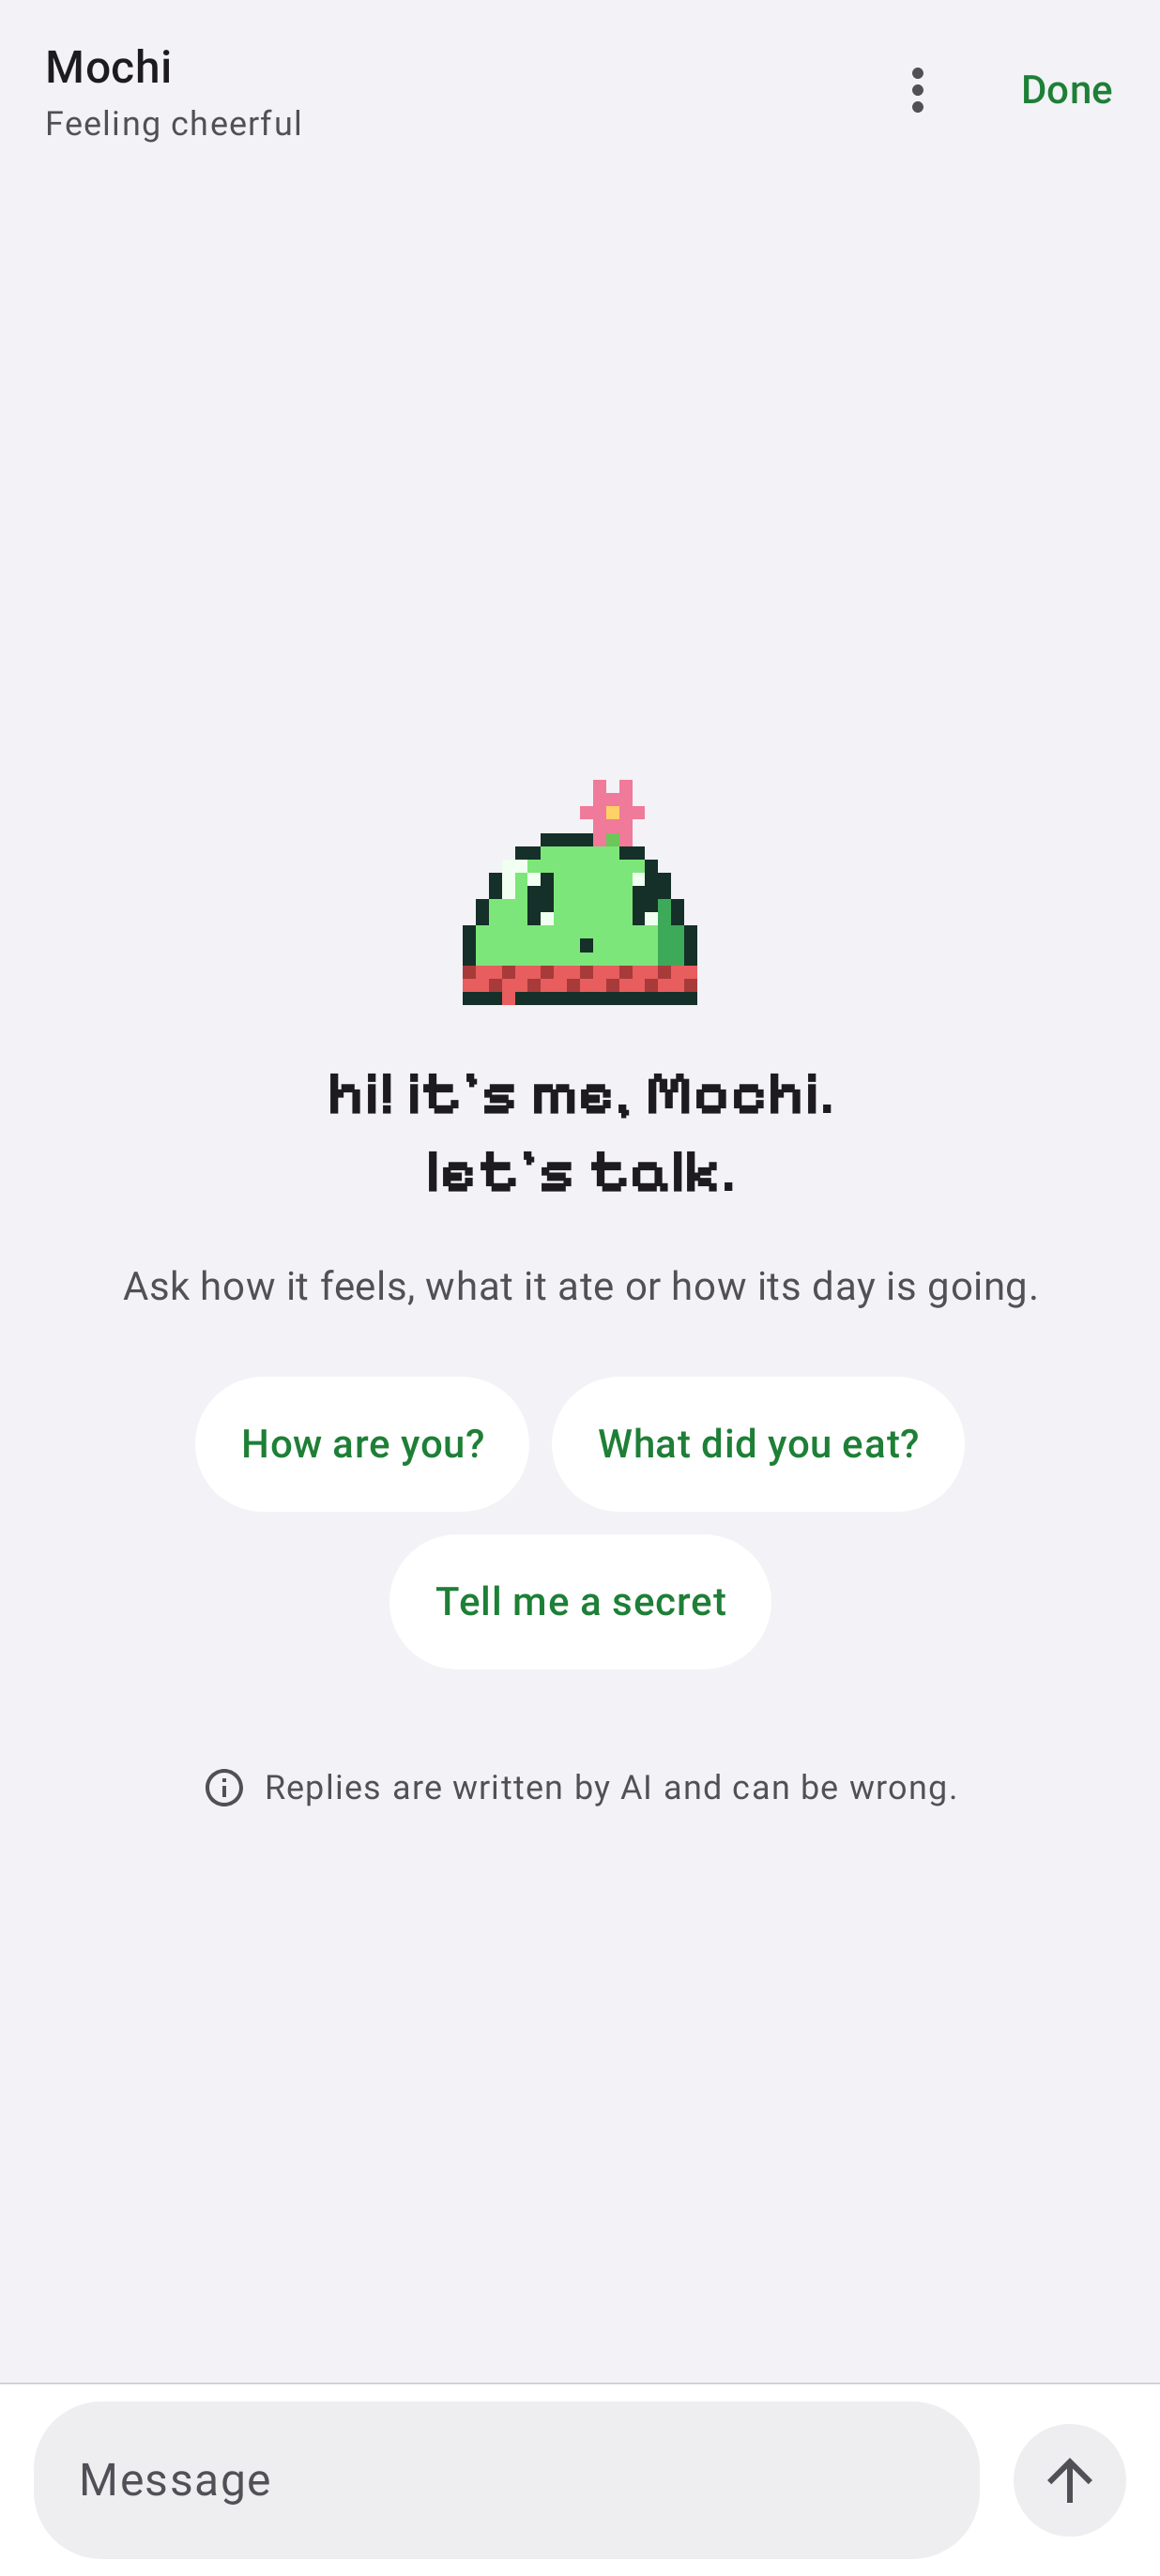 Mochi
Feeling cheerful
Done
hi! it's me, Mochi.
let's talk.
Ask how it feels, what it ate or how its day is going.
How are you?
What did you eat?
Tell me a secret
Replies are written by AI and can be wrong.
Message